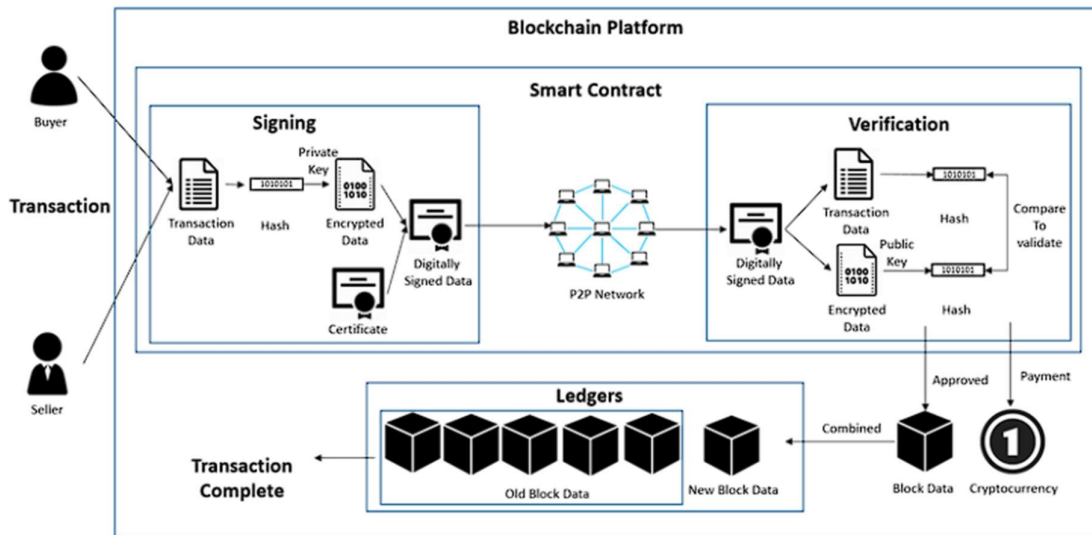 Blockchain Platform
Smart Contract
Buyer
Transaction
Seller
Signing
Private
Key
1010101
0100
1010
Transaction
Data
Hash
Encrypted
Data
Certificate
Digitally
Signed Data
P2P Network
Verification
Digitally
Signed Data
Transaction
Data
1010101
Hash
Public
Key
0100
1010
Encrypted
Data
1010101
Hash
Compare
To
validate
Approved
Payment
Block Data
1
Cryptocurrency
Combined
Ledgers
Old Block Data
New Block Data
Transaction
Complete